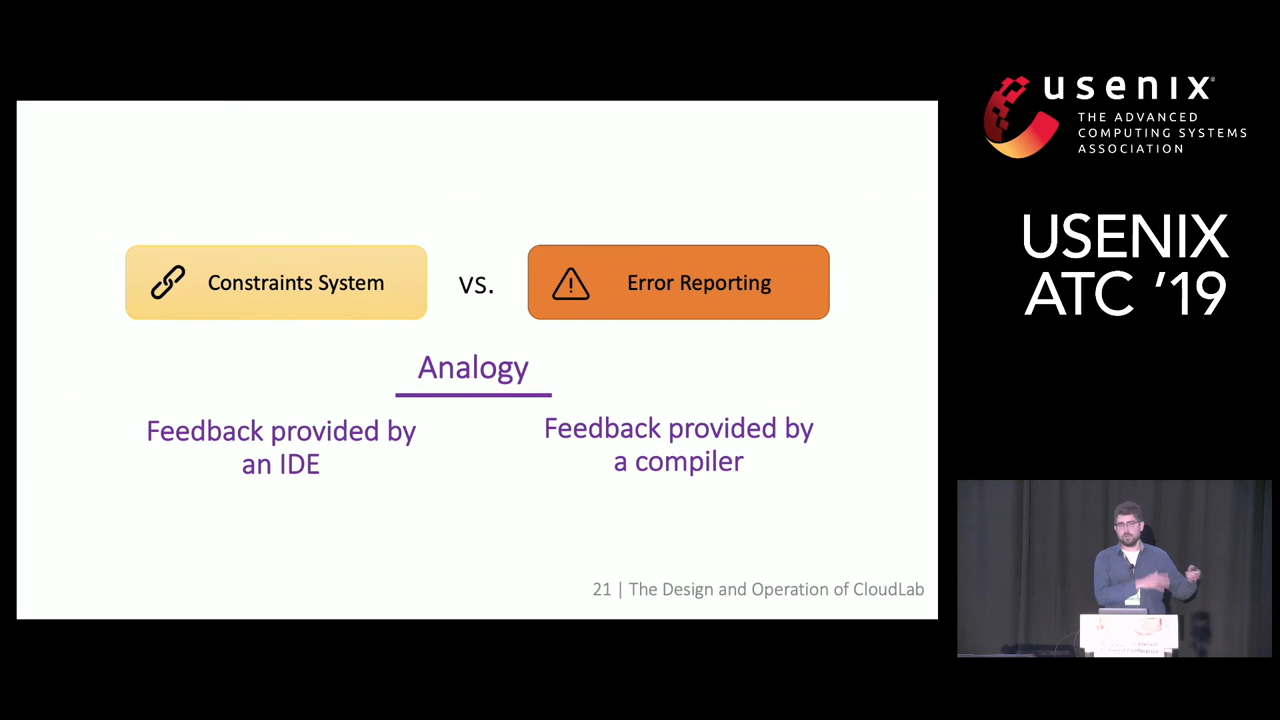 Constraints System
vs.
Error Reporting
Analogy
Feedback provided by
an IDE
Feedback provided by
a compiler
21 | The Design and Operation of CloudLab
usenix
THE ADVANCED
COMPUTING SYSTEMS
ASSOCIATION
USENIX
ATC '19